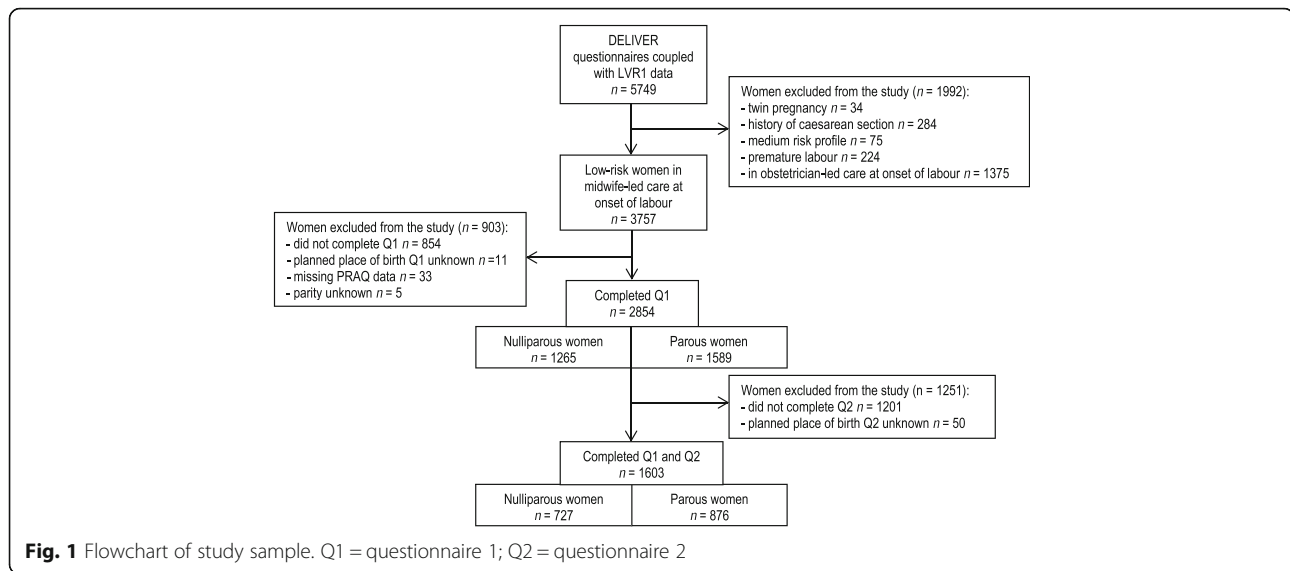 DELIVER
questionnaires coupled
with LVR1 data
n = 5749
Women excluded from the study (n = 1992):
- twin pregnancy n = 34
- history of caesarean section n = 284
- medium risk profile n = 75
- premature labour n = 224
- in obstetrician-led care at onset of labour n = 1375
Low-risk women in
midwife-led care at
onset of labour
n = 3757
Women excluded from the study (n = 903):
- did not complete Q1 n = 854
- planned place of birth Q1 unknown n =11
- missing PRAQ data n = 33
- parity unknown n = 5
Completed Q1
n = 2854
Nulliparous women
n = 1265
Parous women
n = 1589
Women excluded from the study (n = 1251):
- did not complete Q2 n = 1201
- planned place of birth Q2 unknown n = 50
Completed Q1 and Q2
n = 1603
Nulliparous women
n = 727
Parous women
n = 876
Fig. 1 Flowchart of study sample. Q1 = questionnaire 1; Q2 = questionnaire 2